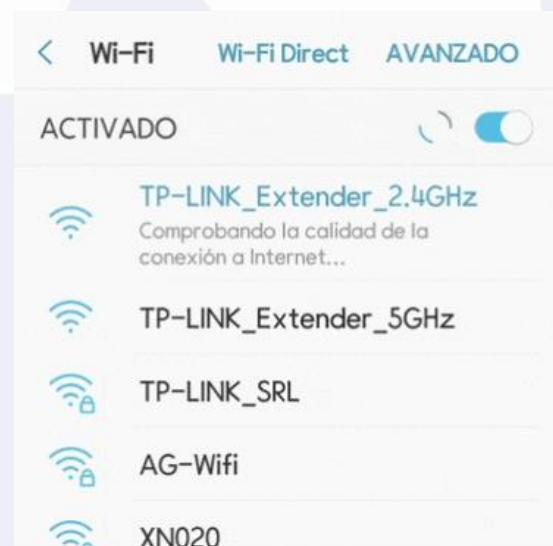 Wi-Fi Wi-Fi Direct AVANZADO
ACTIVADO
TP-LINK_Extender_2.4GHz
Comprobando la calidad de la
conexión a Internet...
TP-LINK_Extender_5GHz
TP-LINK_SRL
AG-Wifi
XN020